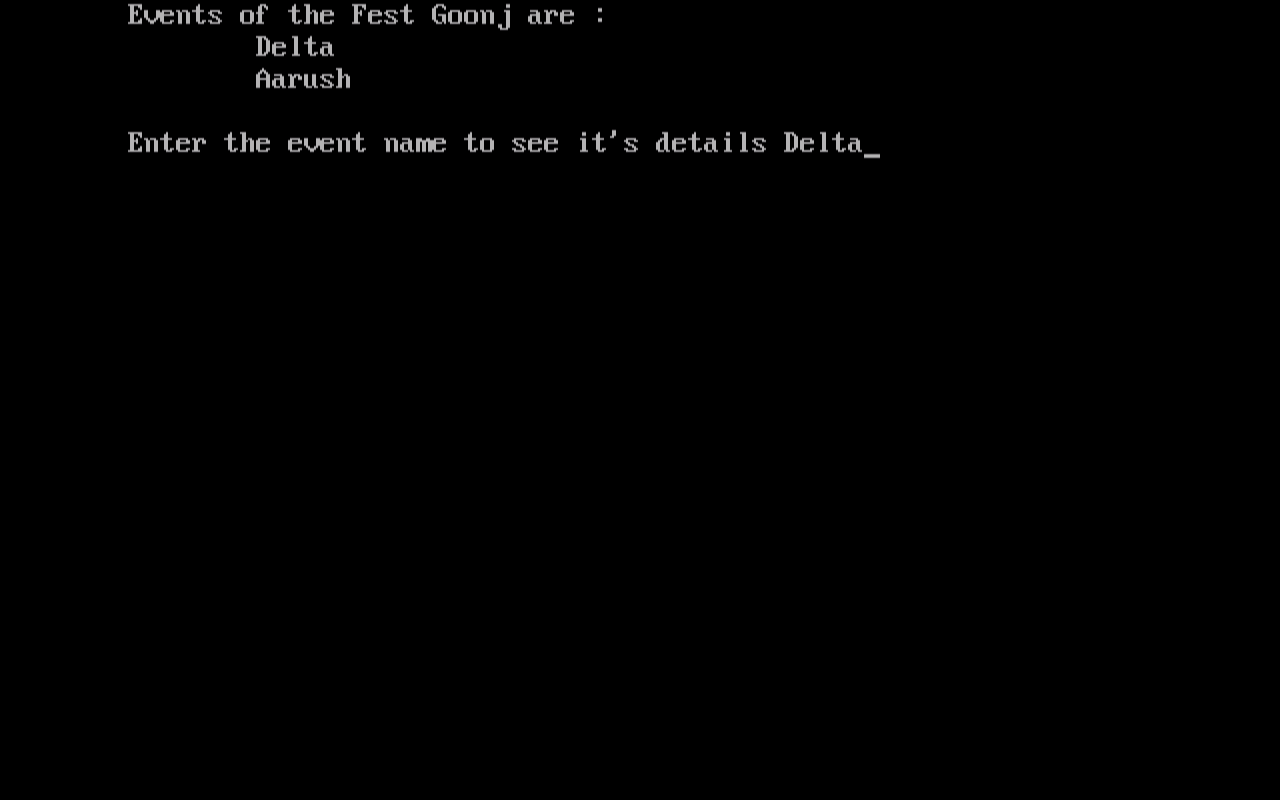 Events of the Fest Goonj are :
Delta
Aarush
Enter the event name to see it's details Delta_